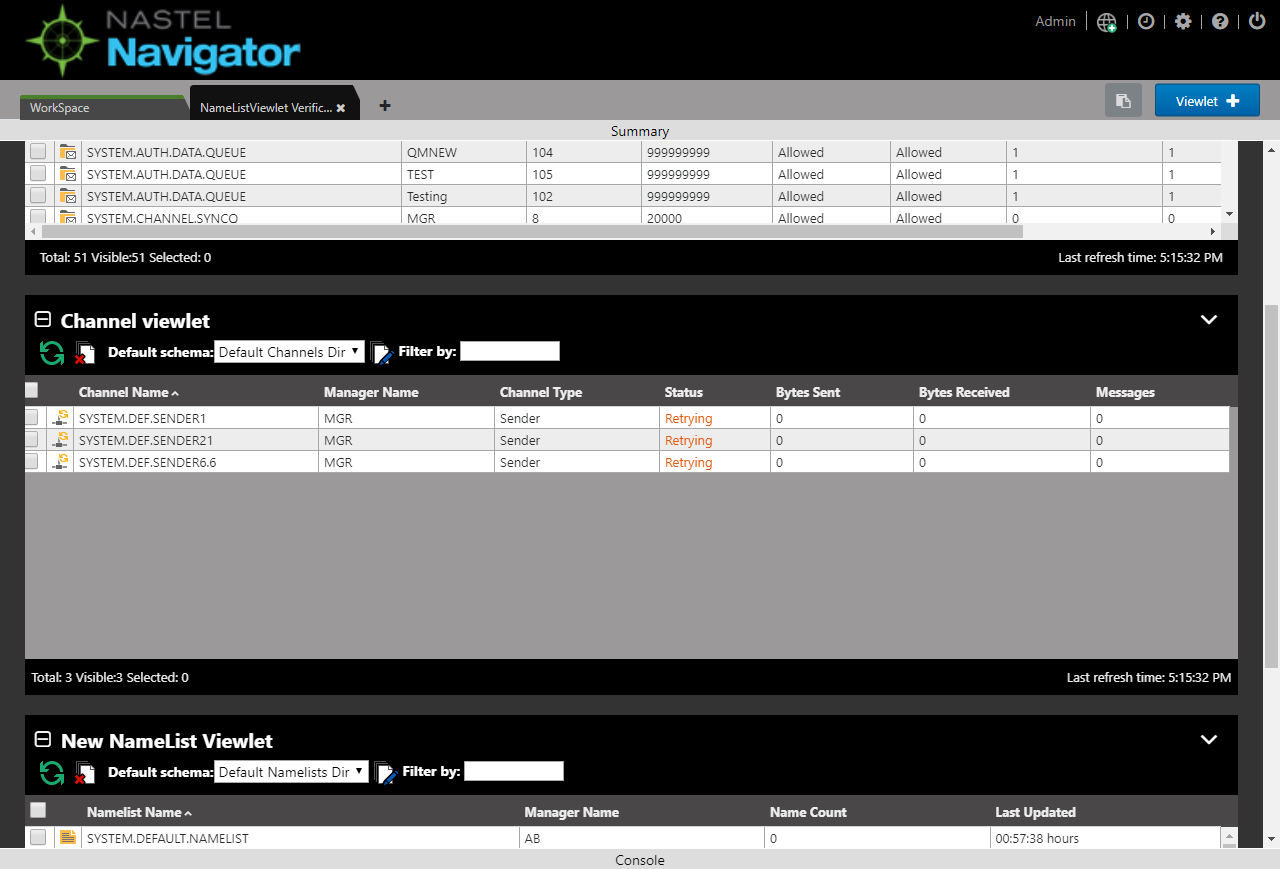 NASTEL
Navigator
Admin
WorkSpace
NameListViewlet Verific...
Viewlet
Summary
SYSTEM.AUTH.DATA.QUEUE QMNEW 104 999999999 Allowed Allowed 1 1
SYSTEM.AUTH.DATA.QUEUE TEST 105 999999999 Allowed Allowed 1 1
SYSTEM.AUTH.DATA.QUEUE Testing 102 999999999 Allowed Allowed 1 1
SYSTEM.CHANNEL.SYNCQ MGR 8 20000 Allowed Allowed 0 0
Total: 51 Visible:51 Selected: 0 Last refresh time: 5:15:32 PM
Channel viewlet
Default schema: Default Channels Dir Filter by:
Channel Name Manager Name Channel Type Status Bytes Sent Bytes Received Messages
SYSTEM.DEF.SENDER1 MGR Sender Retrying 0 0 0
SYSTEM.DEF.SENDER21 MGR Sender Retrying 0 0 0
SYSTEM.DEF.SENDER6.6 MGR Sender Retrying 0 0 0
Total: 3 Visible:3 Selected: 0 Last refresh time: 5:15:32 PM
New NameList Viewlet
Default schema: Default Namelists Dir Filter by:
Namelist Name Manager Name Name Count Last Updated
SYSTEM.DEFAULT.NAMELIST AB 0 00:57:38 hours
Console